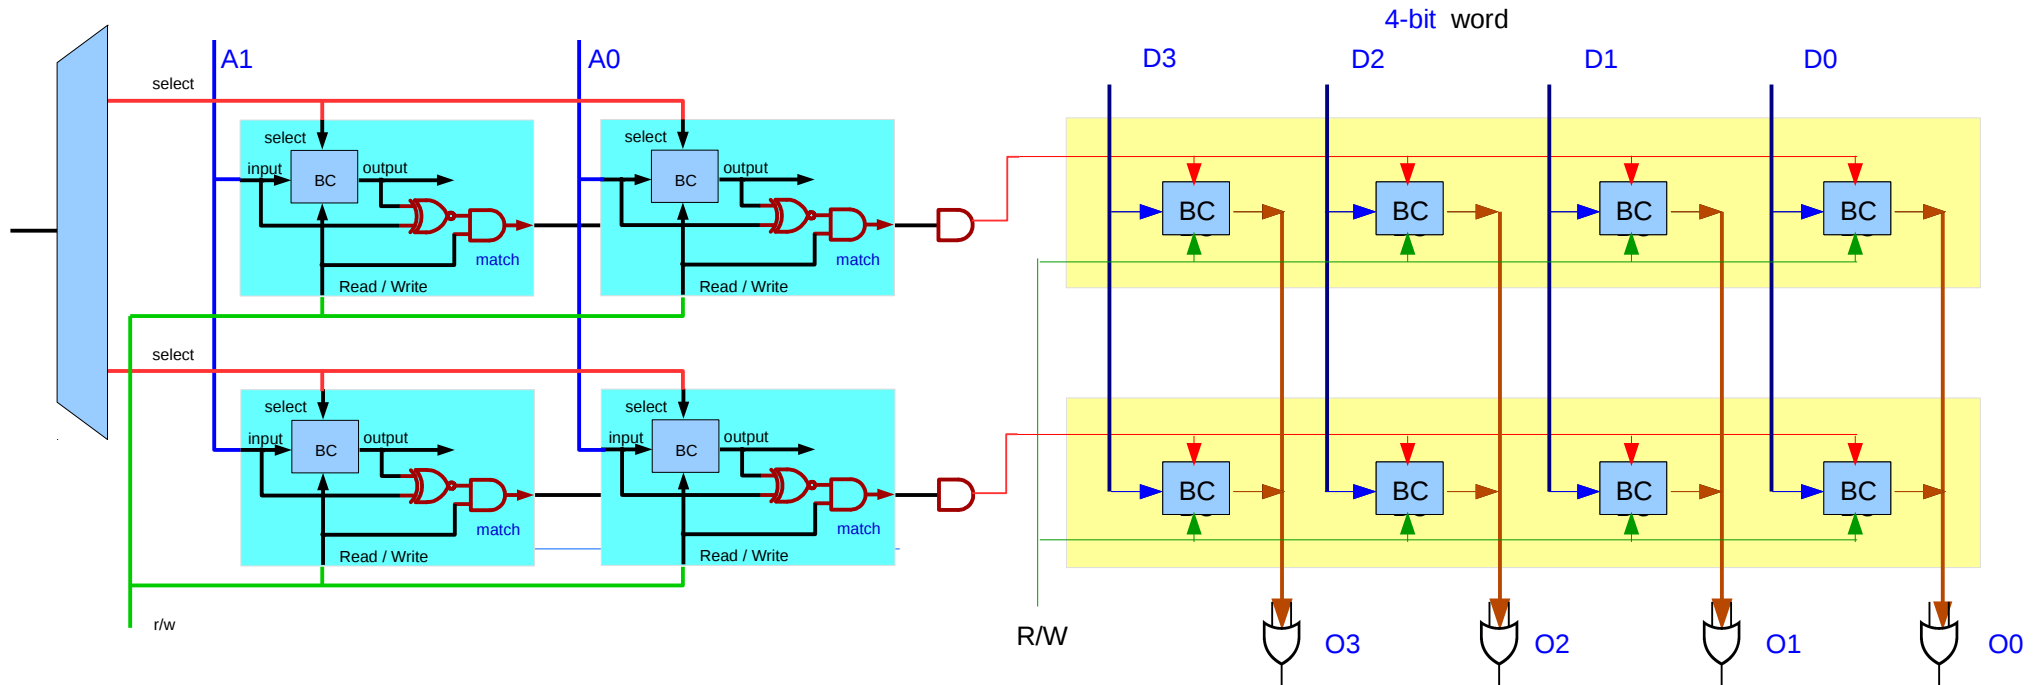 4-bit word
A1
A0
D3
D2
D1
D0
select
select
select
input
output
output
BC
BC
BC
BC
BC
BC
match
match
Read / Write
Read / Write
select
select
select
input
output
input
output
BC
BC
BC
BC
BC
BC
match
match
Read / Write
Read / Write
r/w
R/W
O3
O2
O1
O0